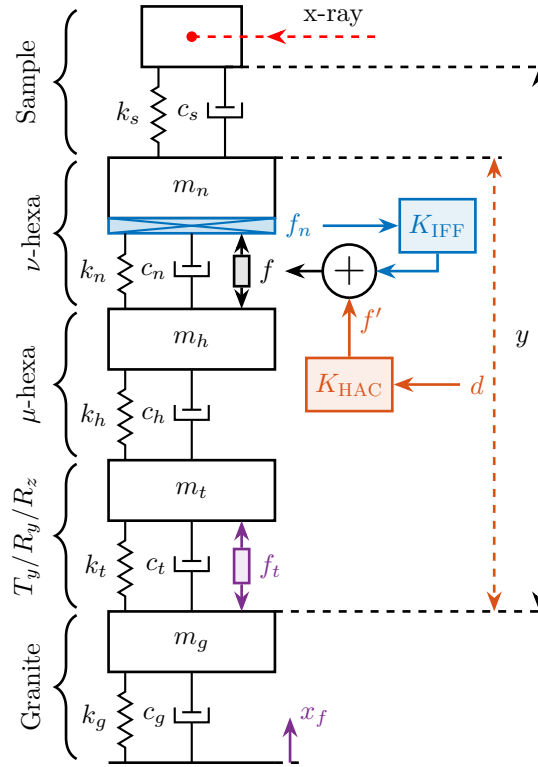 x-ray
Sample
k_s
c_s
m_n
ν-hexa
f_n
K_IFF
k_n
c_n
f
+
m_h
f′
y
μ-hexa
K_HAC
d
k_h
c_h
m_t
T_y/R_y/R_z
k_t
c_t
f_t
m_g
Granite
k_g
c_g
x_f